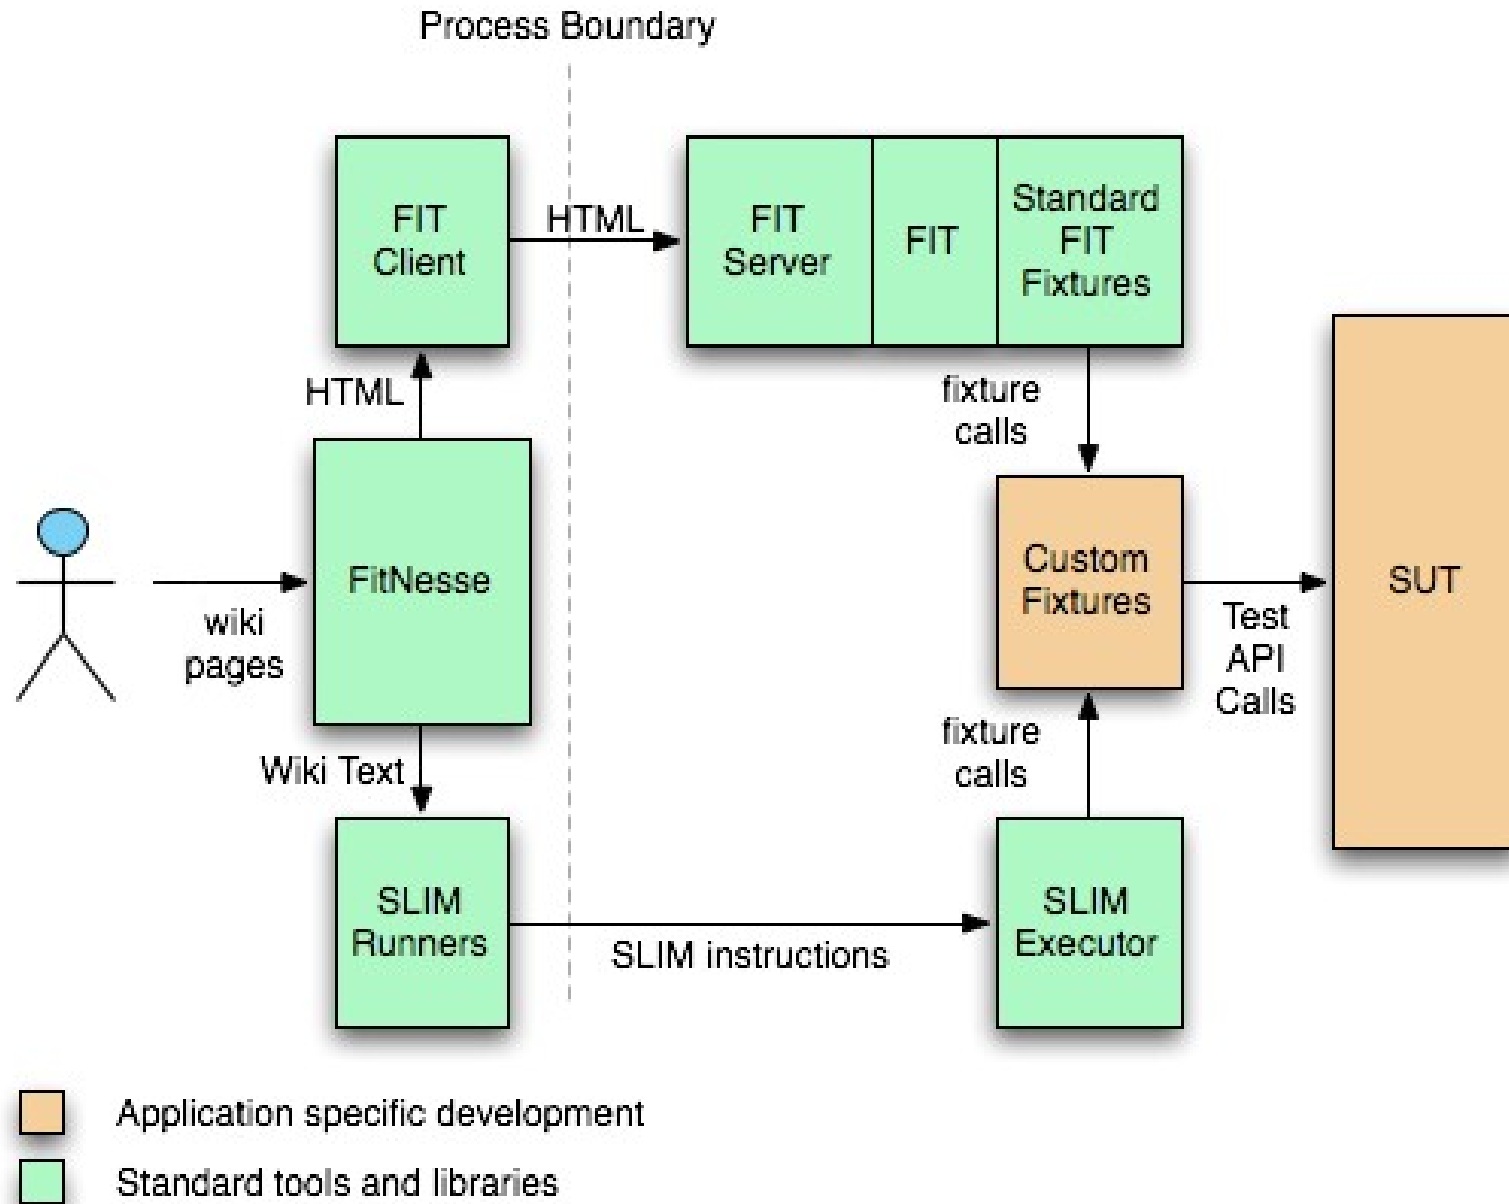 Process Boundary
FIT
Client
HTML
FIT
Server
FIT
Standard
FIT
Fixtures
HTML
fixture
calls
FitNesse
wiki
pages
Custom
Fixtures
Test
API
Calls
SUT
Wiki Text
fixture
calls
SLIM
Runners
SLIM instructions
SLIM
Executor
Application specific development
Standard tools and libraries